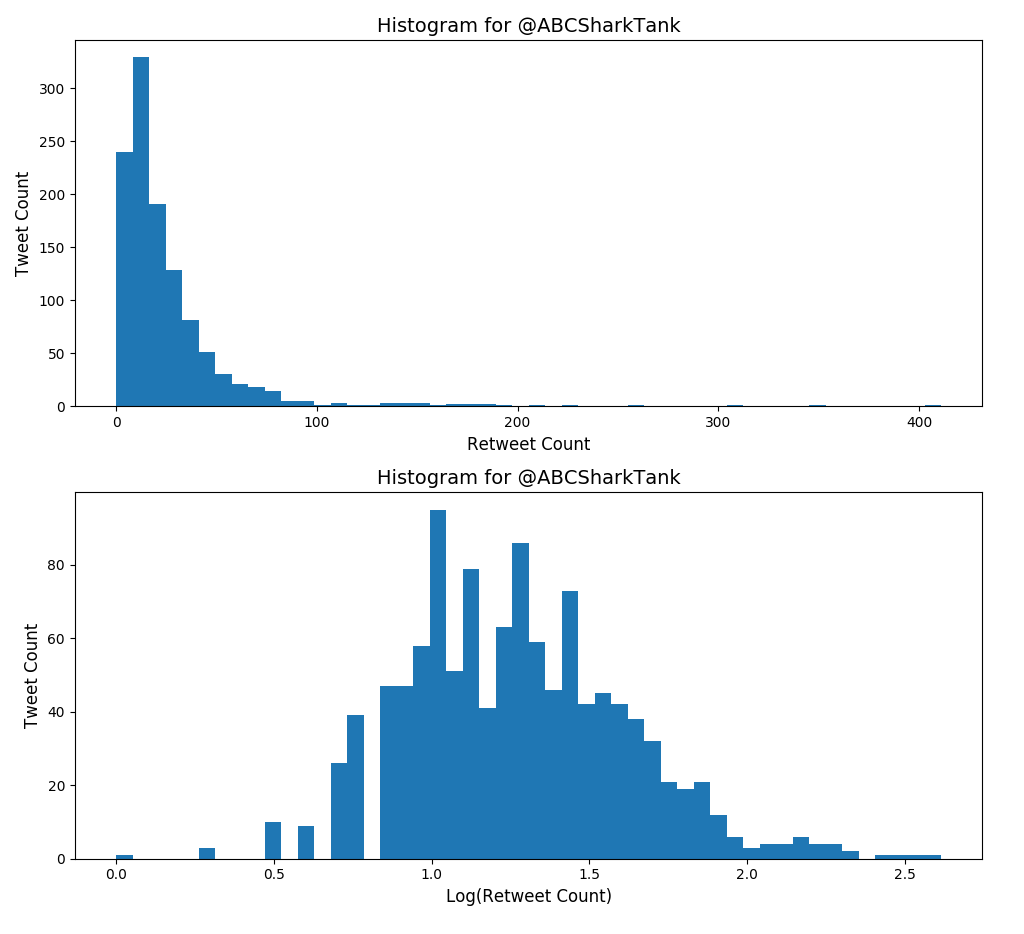 Histogram for @ABCSharkTank
300
250
200
150
100
50
0
Tweet Count
0 100 200 300 400
Retweet Count
Histogram for @ABCSharkTank
80
60
40
20
0
Tweet Count
0.0 0.5 1.0 1.5 2.0 2.5
Log(Retweet Count)